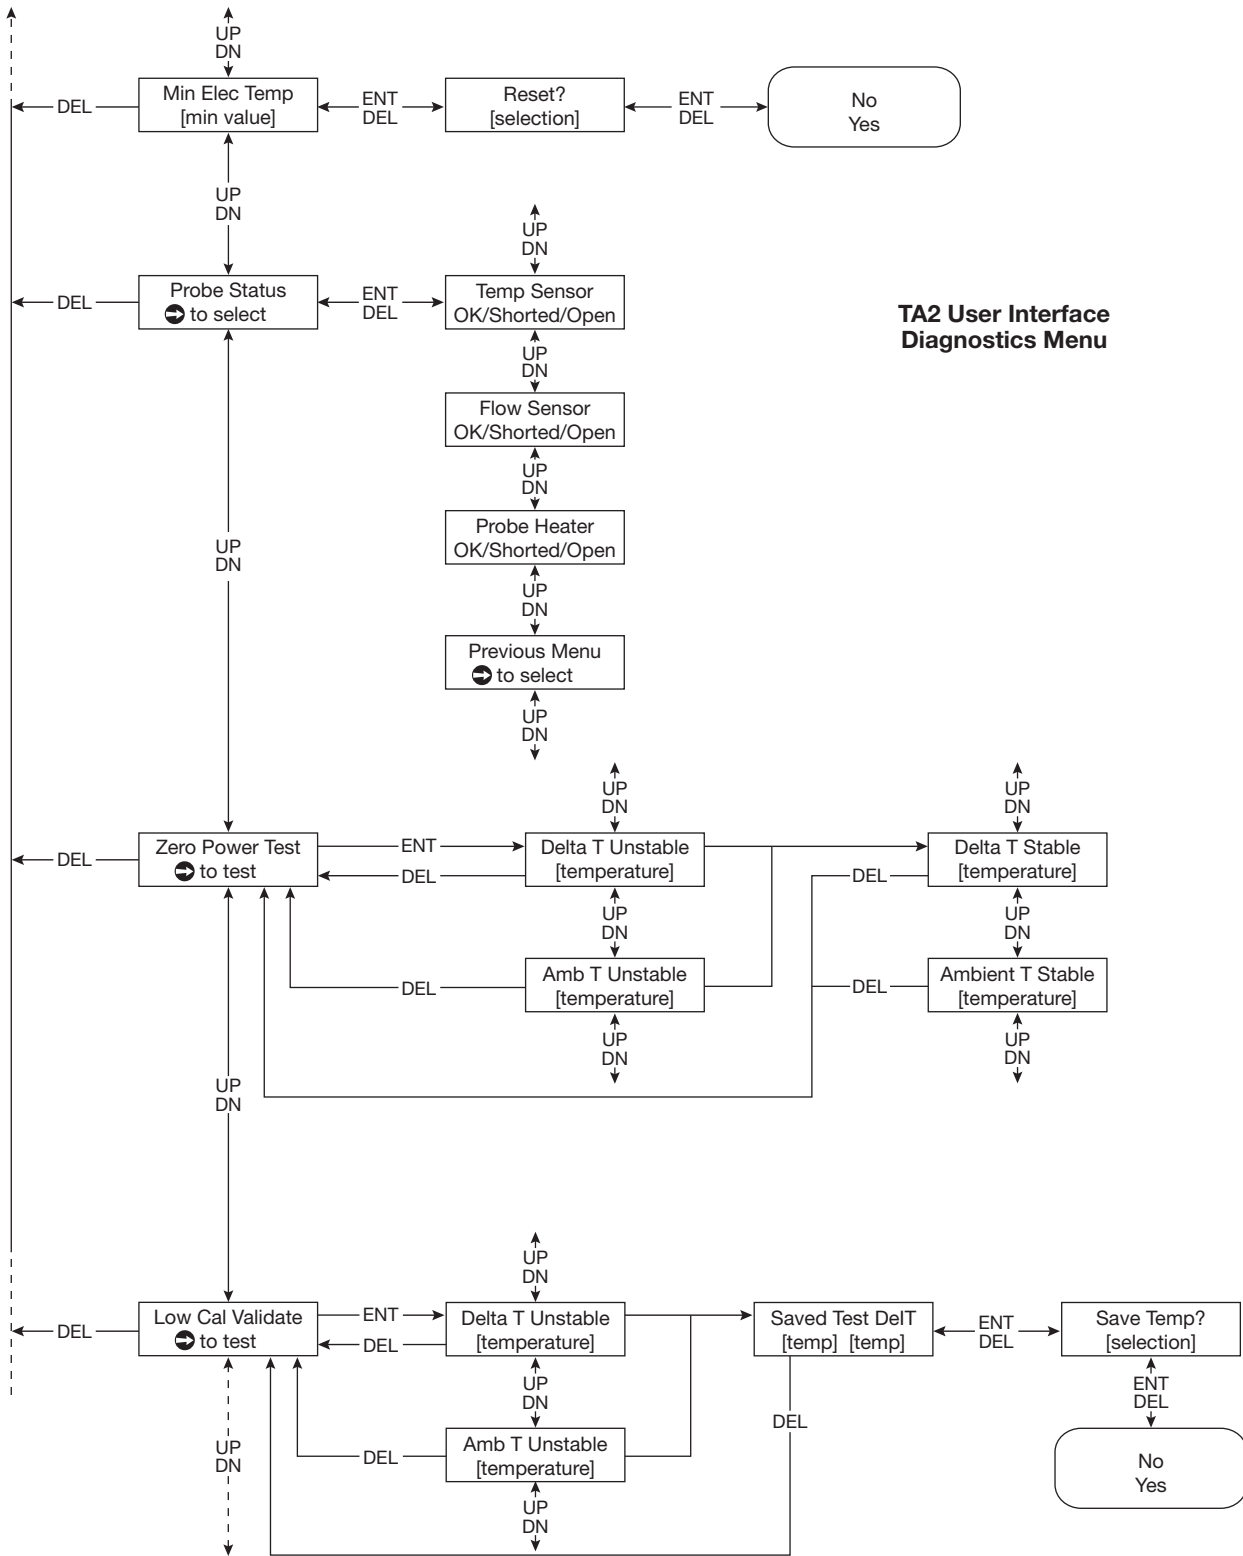 UP
DN
DEL
Min Elec Temp
[min value]
ENT
DEL
Reset?
[selection]
ENT
DEL
No
Yes
UP
DN
UP
DN
DEL
Probe Status
to select
ENT
DEL
Temp Sensor
OK/Shorted/Open
TA2 User Interface
Diagnostics Menu
UP
DN
Flow Sensor
OK/Shorted/Open
UP
DN
Probe Heater
OK/Shorted/Open
UP
DN
UP
DN
Previous Menu
to select
UP
DN
UP
DN
UP
DN
DEL
Zero Power Test
to test
ENT
DEL
Delta T Unstable
[temperature]
DEL
Delta T Stable
[temperature]
UP
DN
UP
DN
DEL
Amb T Unstable
[temperature]
DEL
Ambient T Stable
[temperature]
UP
DN
UP
DN
UP
DN
UP
DN
DEL
Low Cal Validate
to test
ENT
DEL
Delta T Unstable
[temperature]
Saved Test DelT
[temp] [temp]
ENT
DEL
Save Temp?
[selection]
UP
DN
DEL
ENT
DEL
UP
DN
DEL
Amb T Unstable
[temperature]
No
Yes
UP
DN